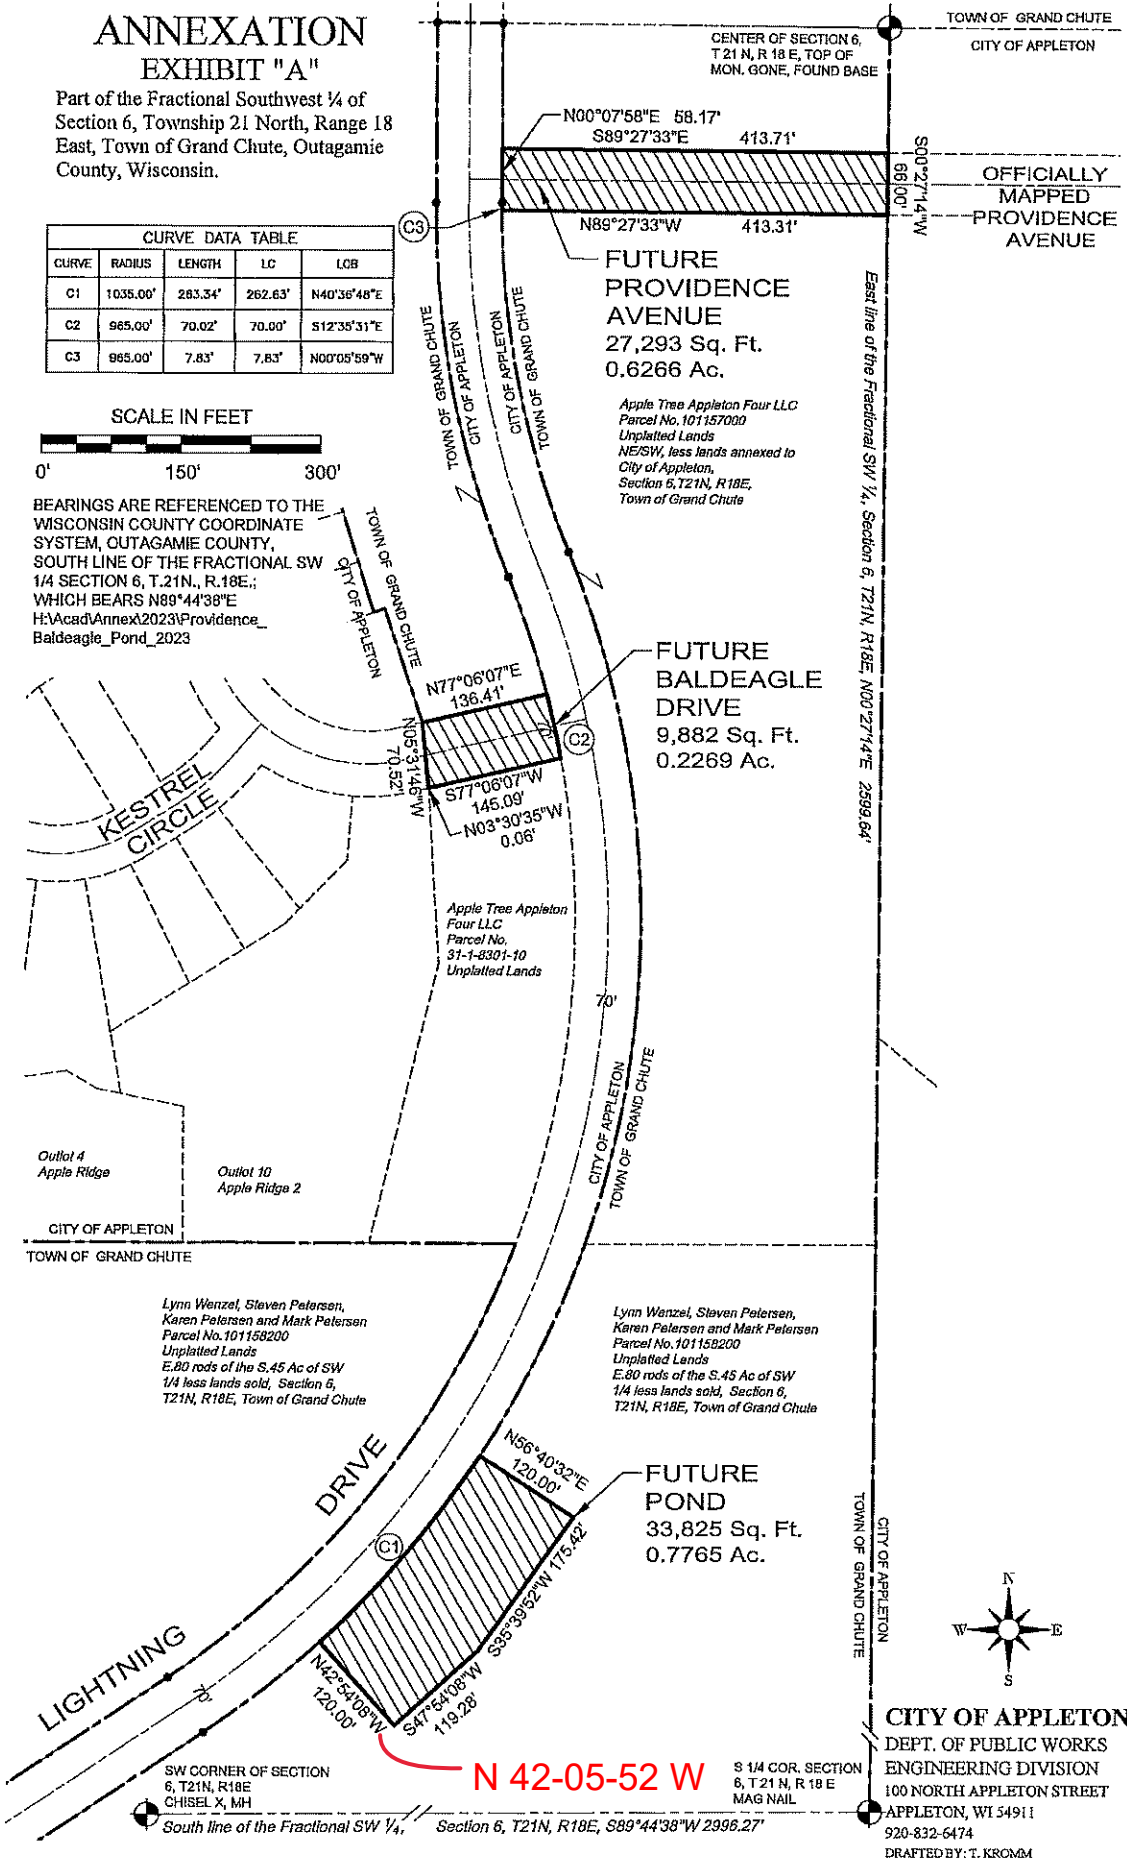 ANNEXATION
EXHIBIT "A"
Part of the Fractional Southwest ¼ of
Section 6, Township 21 North, Range 18
East, Town of Grand Chute, Outagamie
County, Wisconsin.
CURVE DATA TABLE
CURVE RADIUS LENGTH LC LCB
C1 1035.00' 263.34' 262.63' N40°36'48"E
C2 965.00' 70.02' 70.00' S12°35'31"E
C3 965.00' 7.83' 7.83' N00°05'59"W
SCALE IN FEET
0' 150' 300'
BEARINGS ARE REFERENCED TO THE
WISCONSIN COUNTY COORDINATE
SYSTEM, OUTAGAMIE COUNTY,
SOUTH LINE OF THE FRACTIONAL SW
1/4 SECTION 6, T.21N., R.18E.;
WHICH BEARS N89°44'38"E
H:\Acad\Annex\2023\Providence_
Baldeagle_Pond_2023
CENTER OF SECTION 6,
T 21 N, R 18 E, TOP OF
MON. GONE, FOUND BASE
TOWN OF GRAND CHUTE
CITY OF APPLETON
N00°07'58"E 58.17'
S89°27'33"E 413.71'
S00°27'14"W
66.00'
OFFICIALLY
MAPPED
PROVIDENCE
AVENUE
C3
N89°27'33"W 413.31'
FUTURE
PROVIDENCE
AVENUE
27,293 Sq. Ft.
0.6266 Ac.
Apple Tree Appleton Four LLC
Parcel No.101157000
Unplatted Lands
NE/SW, less lands annexed to
City of Appleton,
Section 6,T21N, R18E,
Town of Grand Chute
TOWN OF GRAND CHUTE
CITY OF APPLETON
CITY OF APPLETON
TOWN OF GRAND CHUTE
East line of the Fractional SW ¼, Section 6, T21N, R18E, N00°27'14"E 2599.64'
TOWN OF GRAND CHUTE
CITY OF APPLETON
N77°06'07"E
136.41'
N05°31'46"W
70.52'
70'
C2
S77°06'07"W
145.09'
N03°30'35"W
0.06'
FUTURE
BALDEAGLE
DRIVE
9,882 Sq. Ft.
0.2269 Ac.
KESTREL
CIRCLE
Apple Tree Appleton
Four LLC
Parcel No.
31-1-8301-10
Unplatted Lands
70'
CITY OF APPLETON
TOWN OF GRAND CHUTE
Outlot 4
Apple Ridge
Outlot 10
Apple Ridge 2
CITY OF APPLETON
TOWN OF GRAND CHUTE
Lynn Wenzel, Steven Petersen,
Karen Petersen and Mark Petersen
Parcel No.101158200
Unplatted Lands
E.80 rods of the S.45 Ac of SW
1/4 less lands sold, Section 6,
T21N, R18E, Town of Grand Chute
Lynn Wenzel, Steven Petersen,
Karen Petersen and Mark Petersen
Parcel No.101158200
Unplatted Lands
E.80 rods of the S.45 Ac of SW
1/4 less lands sold, Section 6,
T21N, R18E, Town of Grand Chute
LIGHTNING DRIVE
70'
C1
N56°40'32"E
120.00'
FUTURE
POND
33,825 Sq. Ft.
0.7765 Ac.
S35°39'52"W 175.42'
S47°54'08"W
119.28'
N42°54'08"W
120.00'
N 42-05-52 W
CITY OF APPLETON
TOWN OF GRAND CHUTE
N
W E
S
SW CORNER OF SECTION
6, T21N, R18E
CHISEL X, MH
S 1/4 COR. SECTION
6, T 21 N, R 18 E
MAG NAIL
South line of the Fractional SW ¼, Section 6, T21N, R18E, S89°44'38"W 2996.27'
CITY OF APPLETON
DEPT. OF PUBLIC WORKS
ENGINEERING DIVISION
100 NORTH APPLETON STREET
APPLETON, WI 54911
920-832-6474
DRAFTED BY: T. KROMM